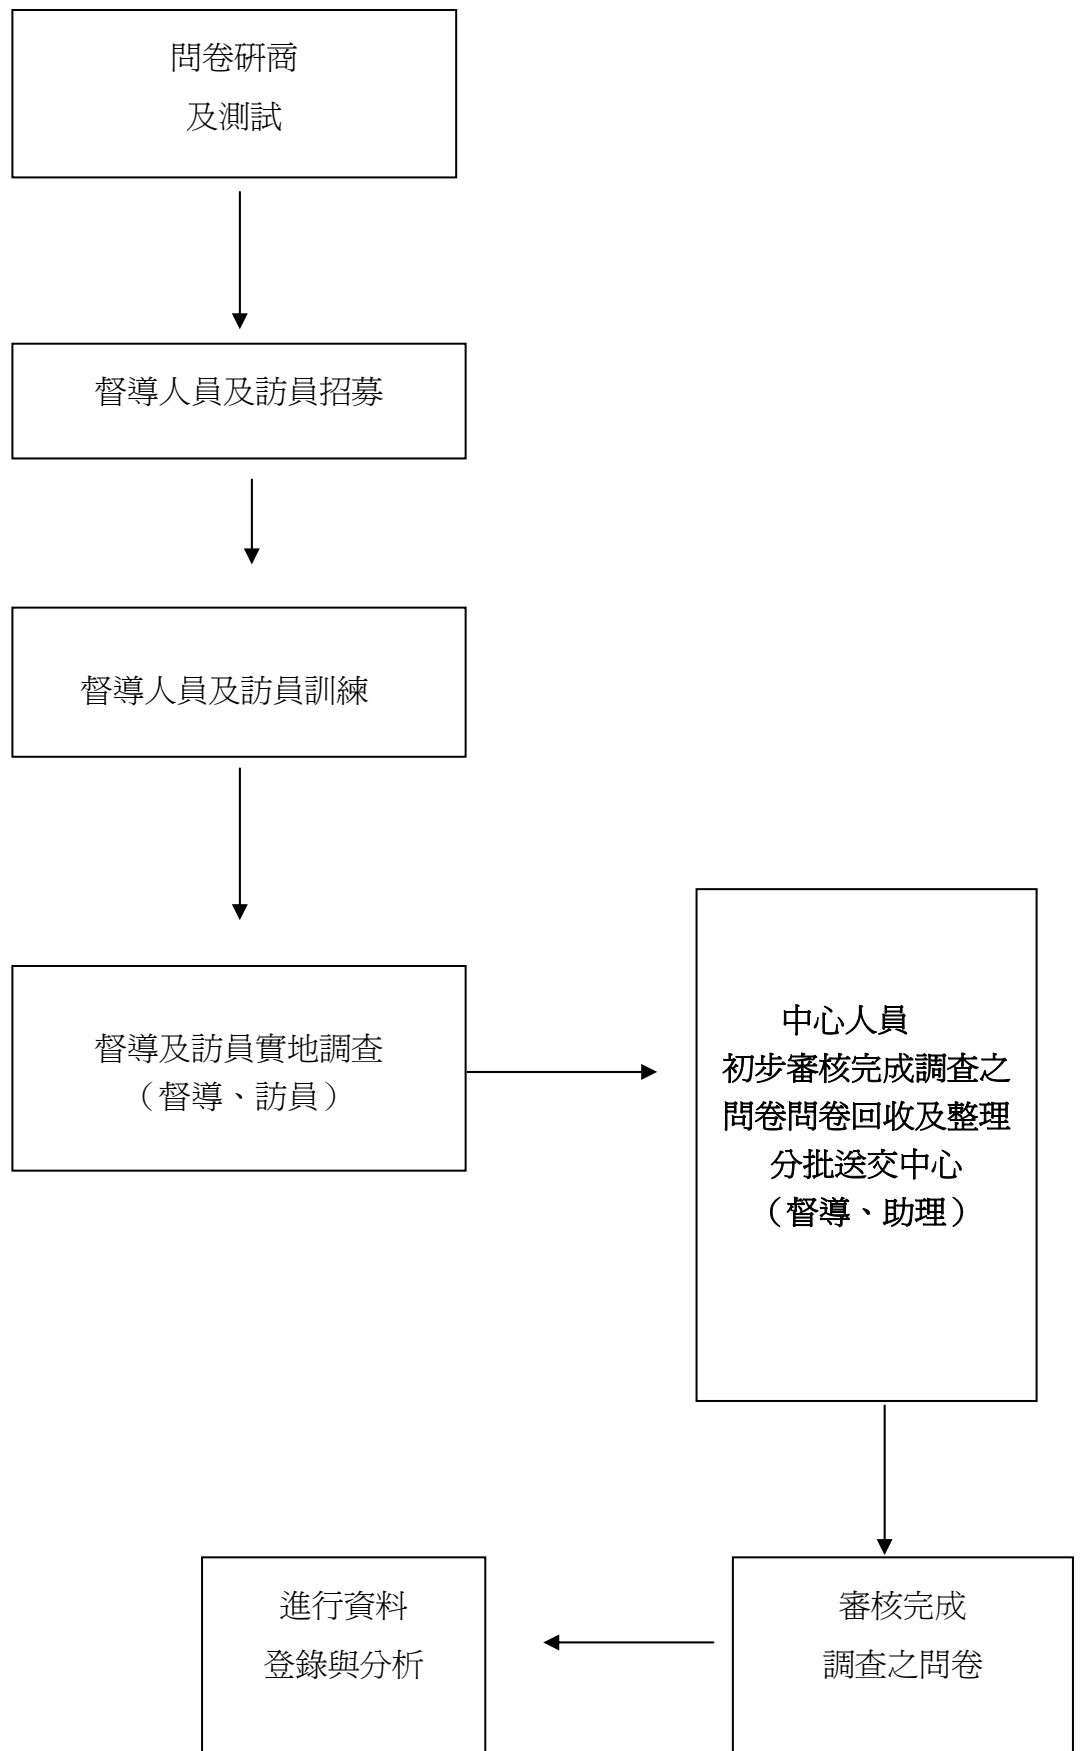 問卷研商
及測試
督導人員及訪員招募
督導人員及訪員訓練
督導及訪員實地調查
（督導、訪員）
中心人員
初步審核完成調查之
問卷問卷回收及整理
分批送交中心
（督導、助理）
審核完成
調查之問卷
進行資料
登錄與分析